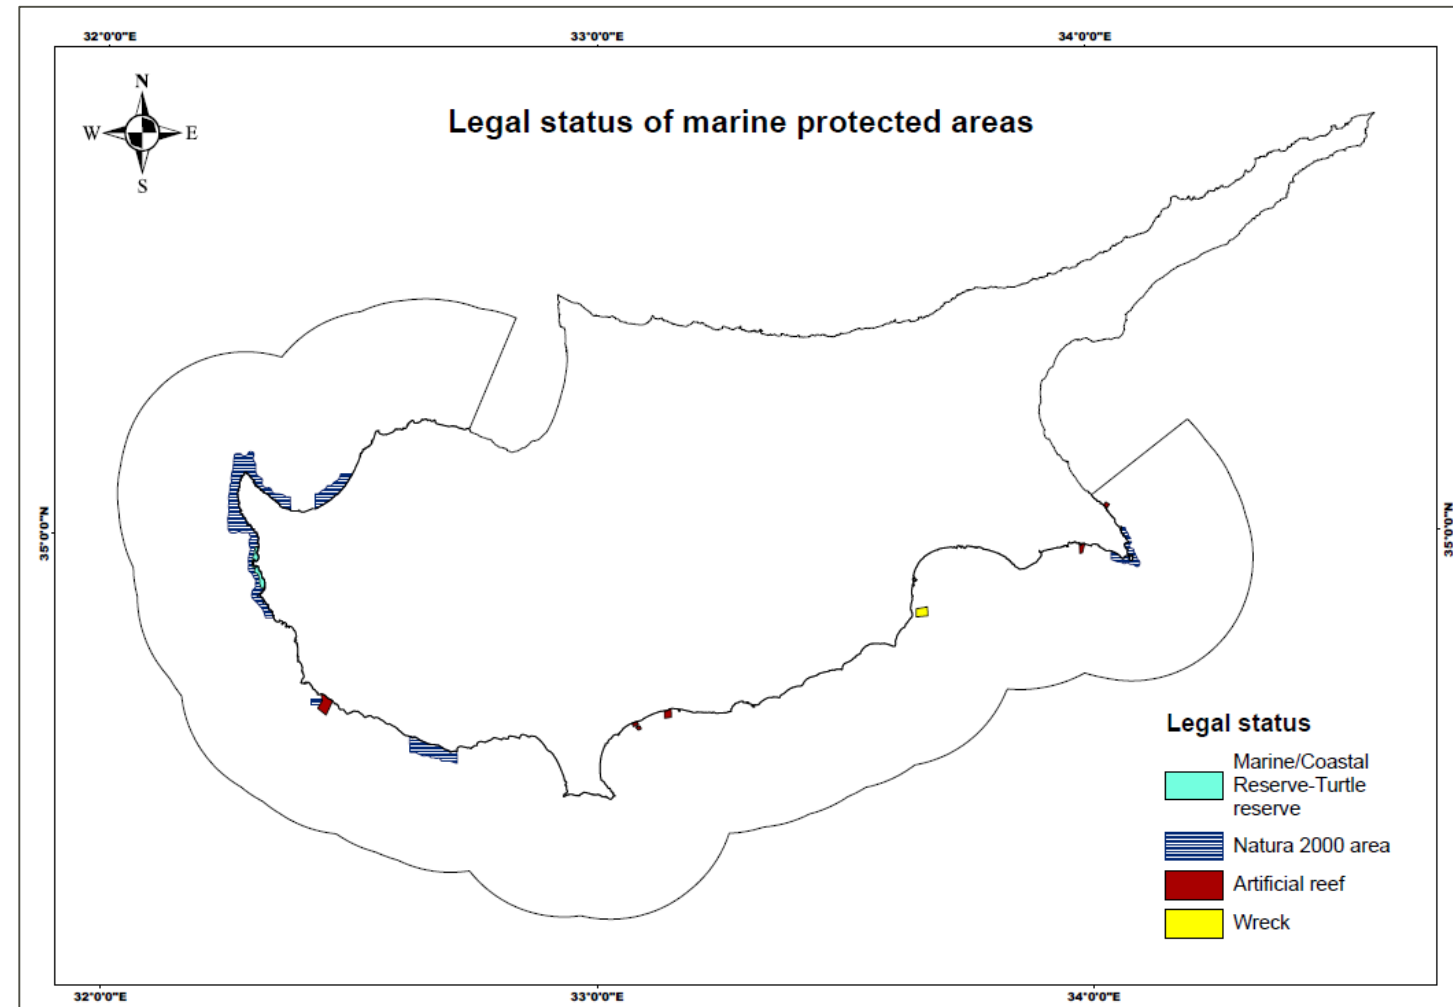 32°0'0"E 33°0'0"E 34°0'0"E
N
W E
S
Legal status of marine protected areas
35°0'0"N
35°0'0"N
Legal status
Marine/Coastal
Reserve-Turtle
reserve
Natura 2000 area
Artificial reef
Wreck
32°0'0"E 33°0'0"E 34°0'0"E